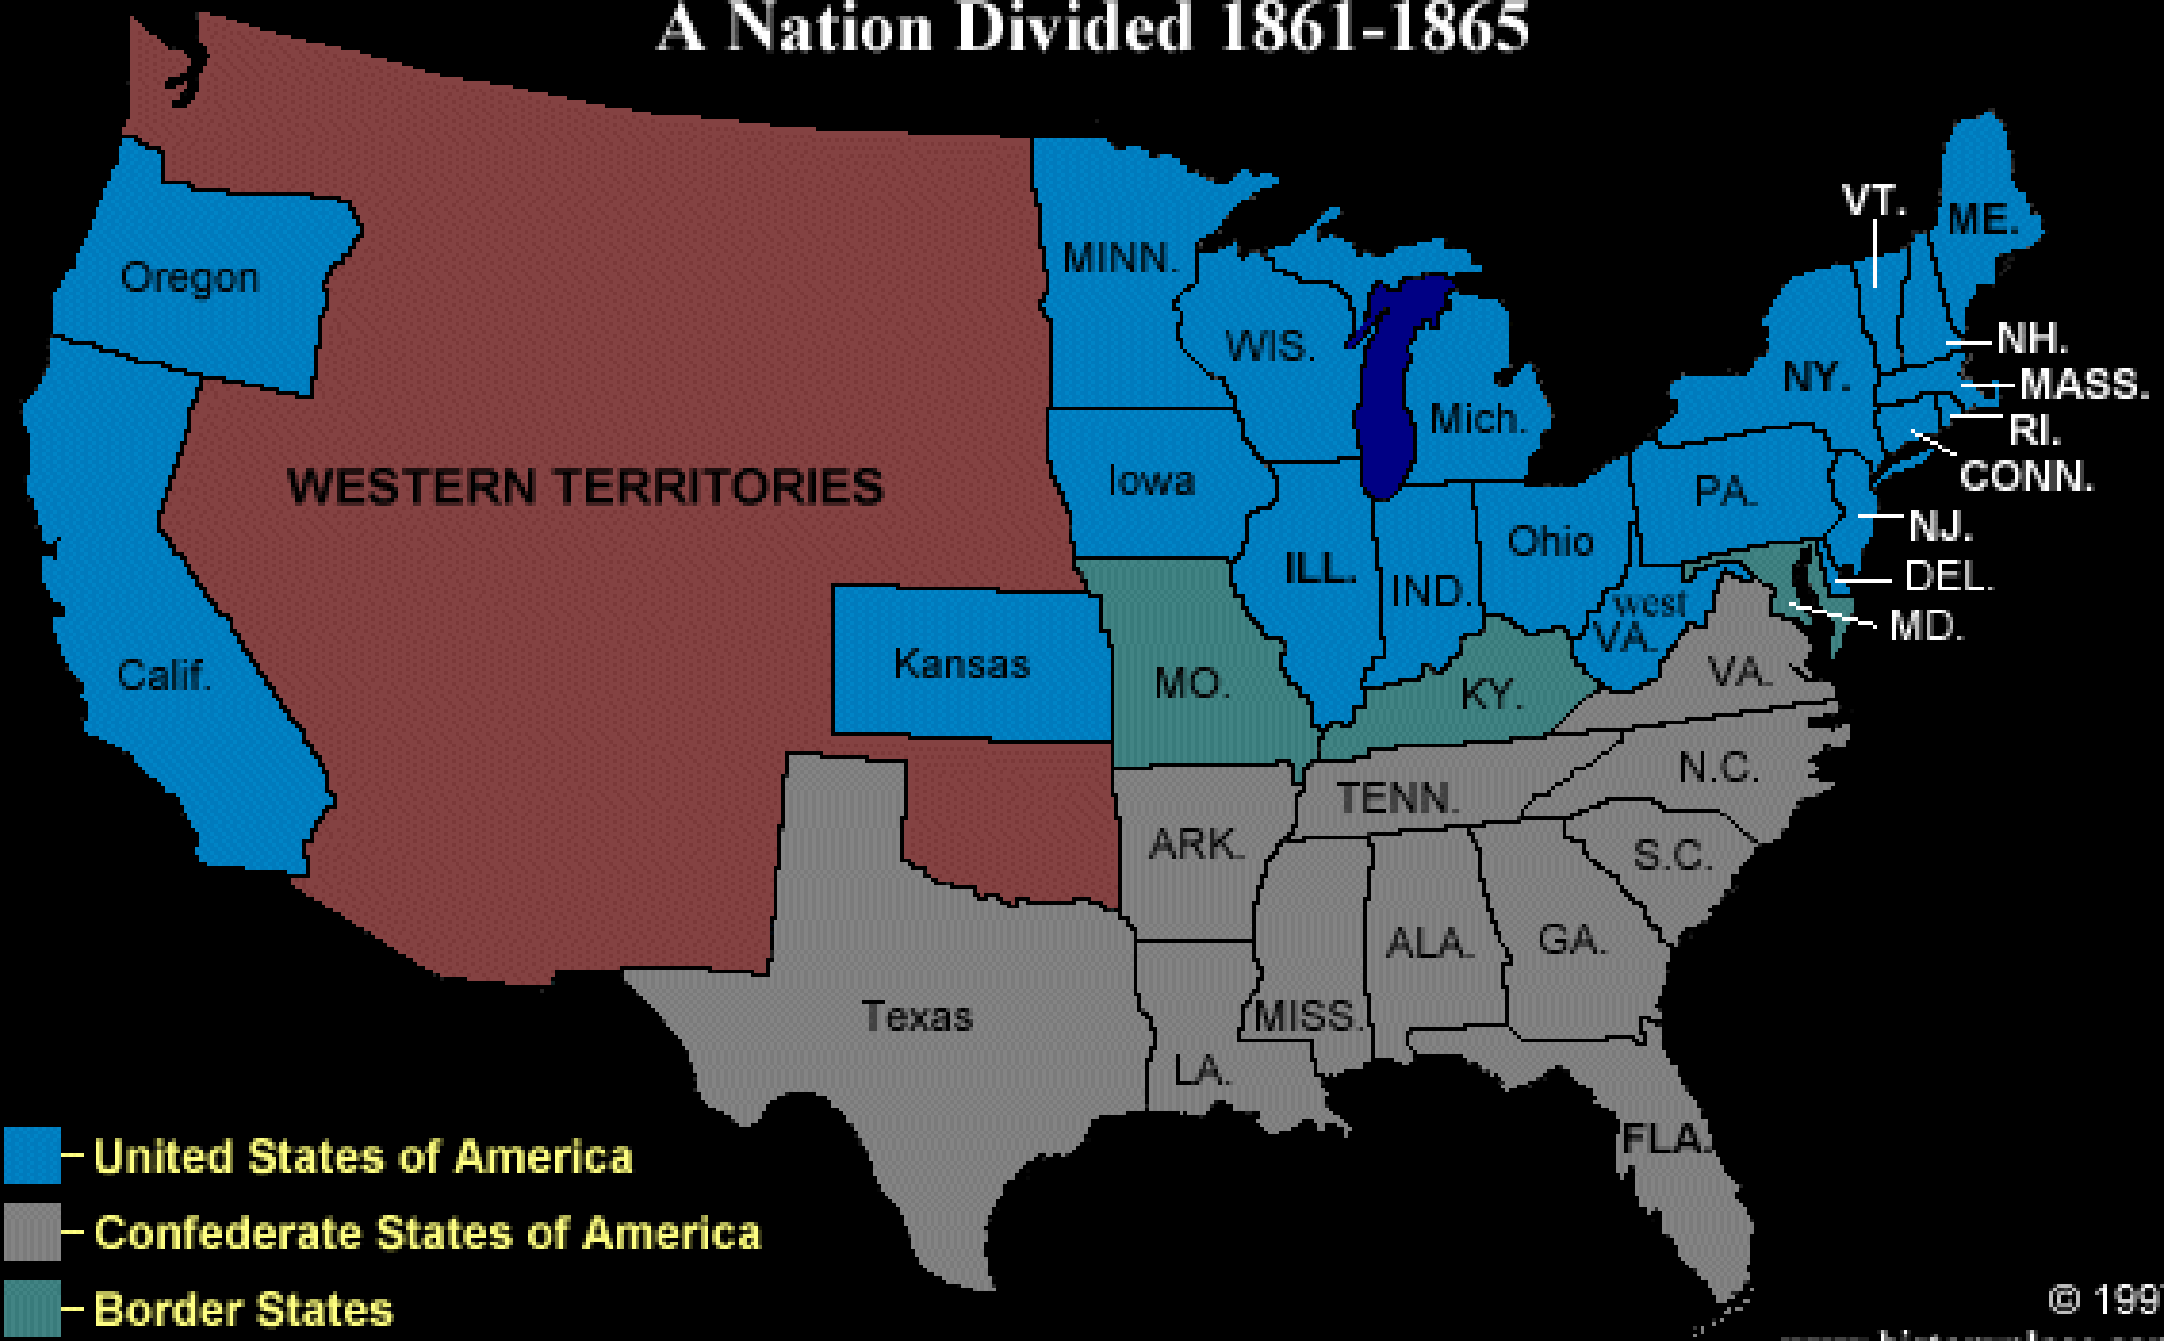 A Nation Divided 1861-1865
VT.
ME.
MINN.
Oregon
WIS.
NH.
NY.
MASS.
Mich.
RI.
CONN.
WESTERN TERRITORIES
Iowa
PA.
NJ.
Ohio
ILL.
IND.
DEL.
west
VA.
MD.
Kansas
Calif.
MO.
KY.
VA.
N.C.
TENN.
ARK.
S.C.
ALA.
GA.
Texas
MISS.
LA.
FLA.
United States of America
Confederate States of America
Border States
© 199